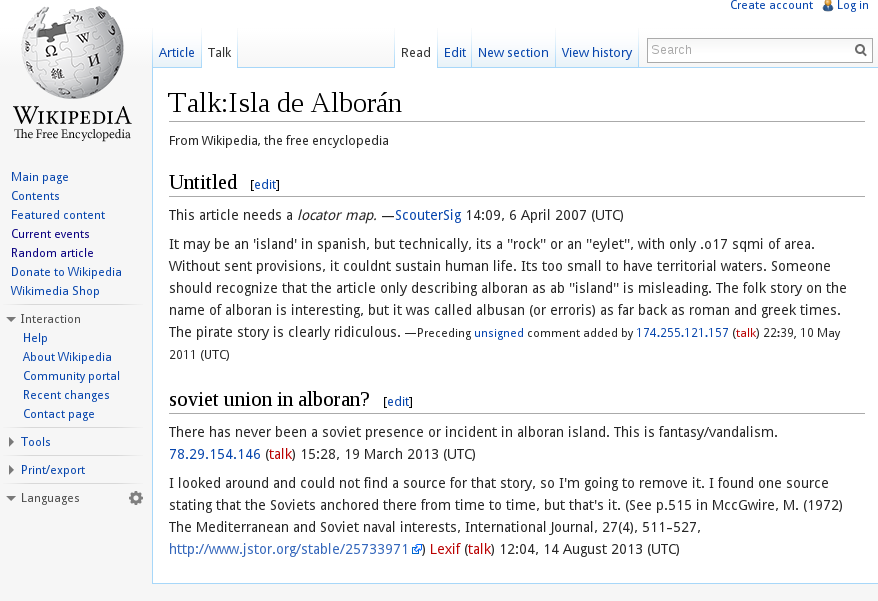 Create account Log in
Article Talk Read Edit New section View history Search
WIKIPEDIA
The Free Encyclopedia
Main page
Contents
Featured content
Current events
Random article
Donate to Wikipedia
Wikimedia Shop
Interaction
Help
About Wikipedia
Community portal
Recent changes
Contact page
Tools
Print/export
Languages
Talk:Isla de Alborán
From Wikipedia, the free encyclopedia
Untitled [edit]
This article needs a locator map. —ScouterSig 14:09, 6 April 2007 (UTC)
It may be an 'island' in spanish, but technically, its a "rock" or an "eylet", with only .o17 sqmi of area.
Without sent provisions, it couldnt sustain human life. Its too small to have territorial waters. Someone
should recognize that the article only describing alboran as ab "island" is misleading. The folk story on the
name of alboran is interesting, but it was called albusan (or erroris) as far back as roman and greek times.
The pirate story is clearly ridiculous. —Preceding unsigned comment added by 174.255.121.157 (talk) 22:39, 10 May
2011 (UTC)
soviet union in alboran? [edit]
There has never been a soviet presence or incident in alboran island. This is fantasy/vandalism.
78.29.154.146 (talk) 15:28, 19 March 2013 (UTC)
I looked around and could not find a source for that story, so I'm going to remove it. I found one source
stating that the Soviets anchored there from time to time, but that's it. (See p.515 in MccGwire, M. (1972)
The Mediterranean and Soviet naval interests, International Journal, 27(4), 511–527,
http://www.jstor.org/stable/25733971) Lexif (talk) 12:04, 14 August 2013 (UTC)